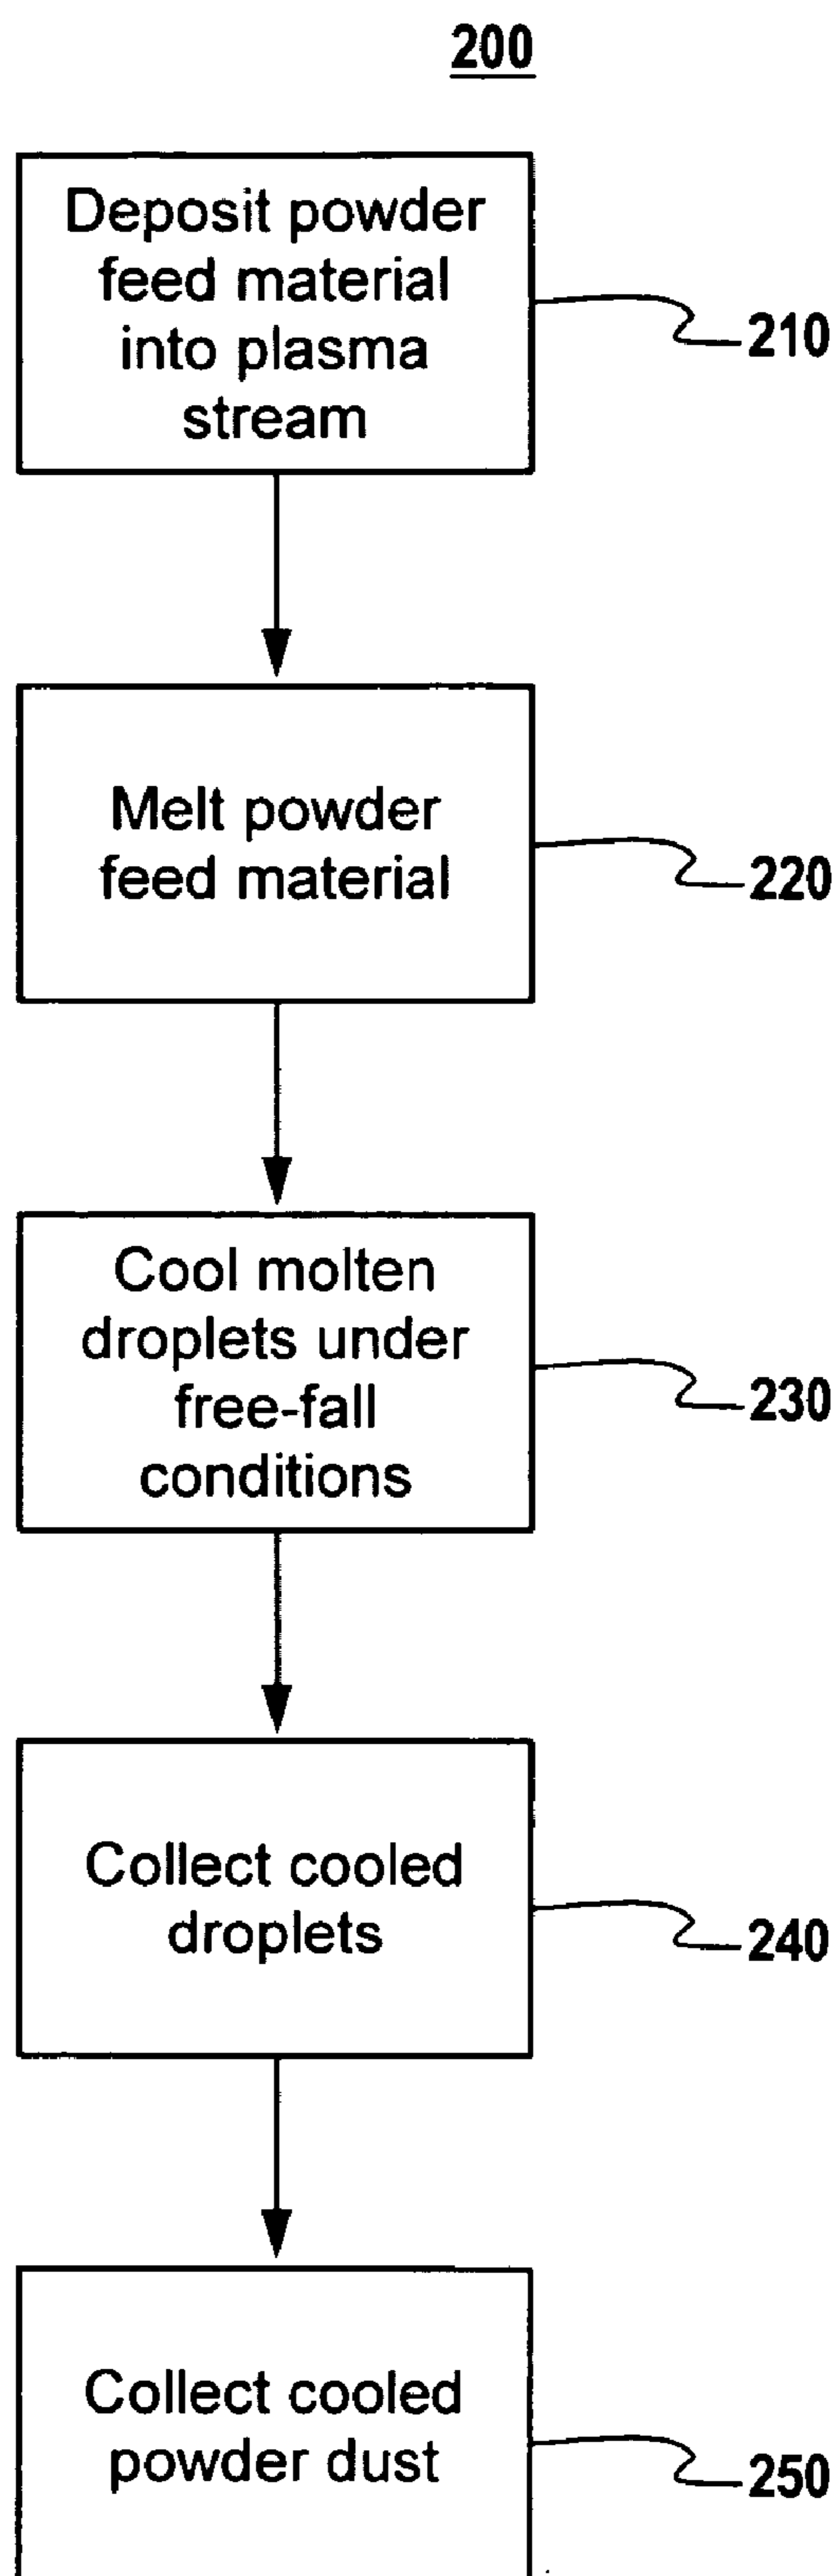 200
Deposit powder
feed material
into plasma
stream
210
Melt powder
feed material
220
Cool molten
droplets under
free-fall
conditions
230
Collect cooled
droplets
240
Collect cooled
powder dust
250